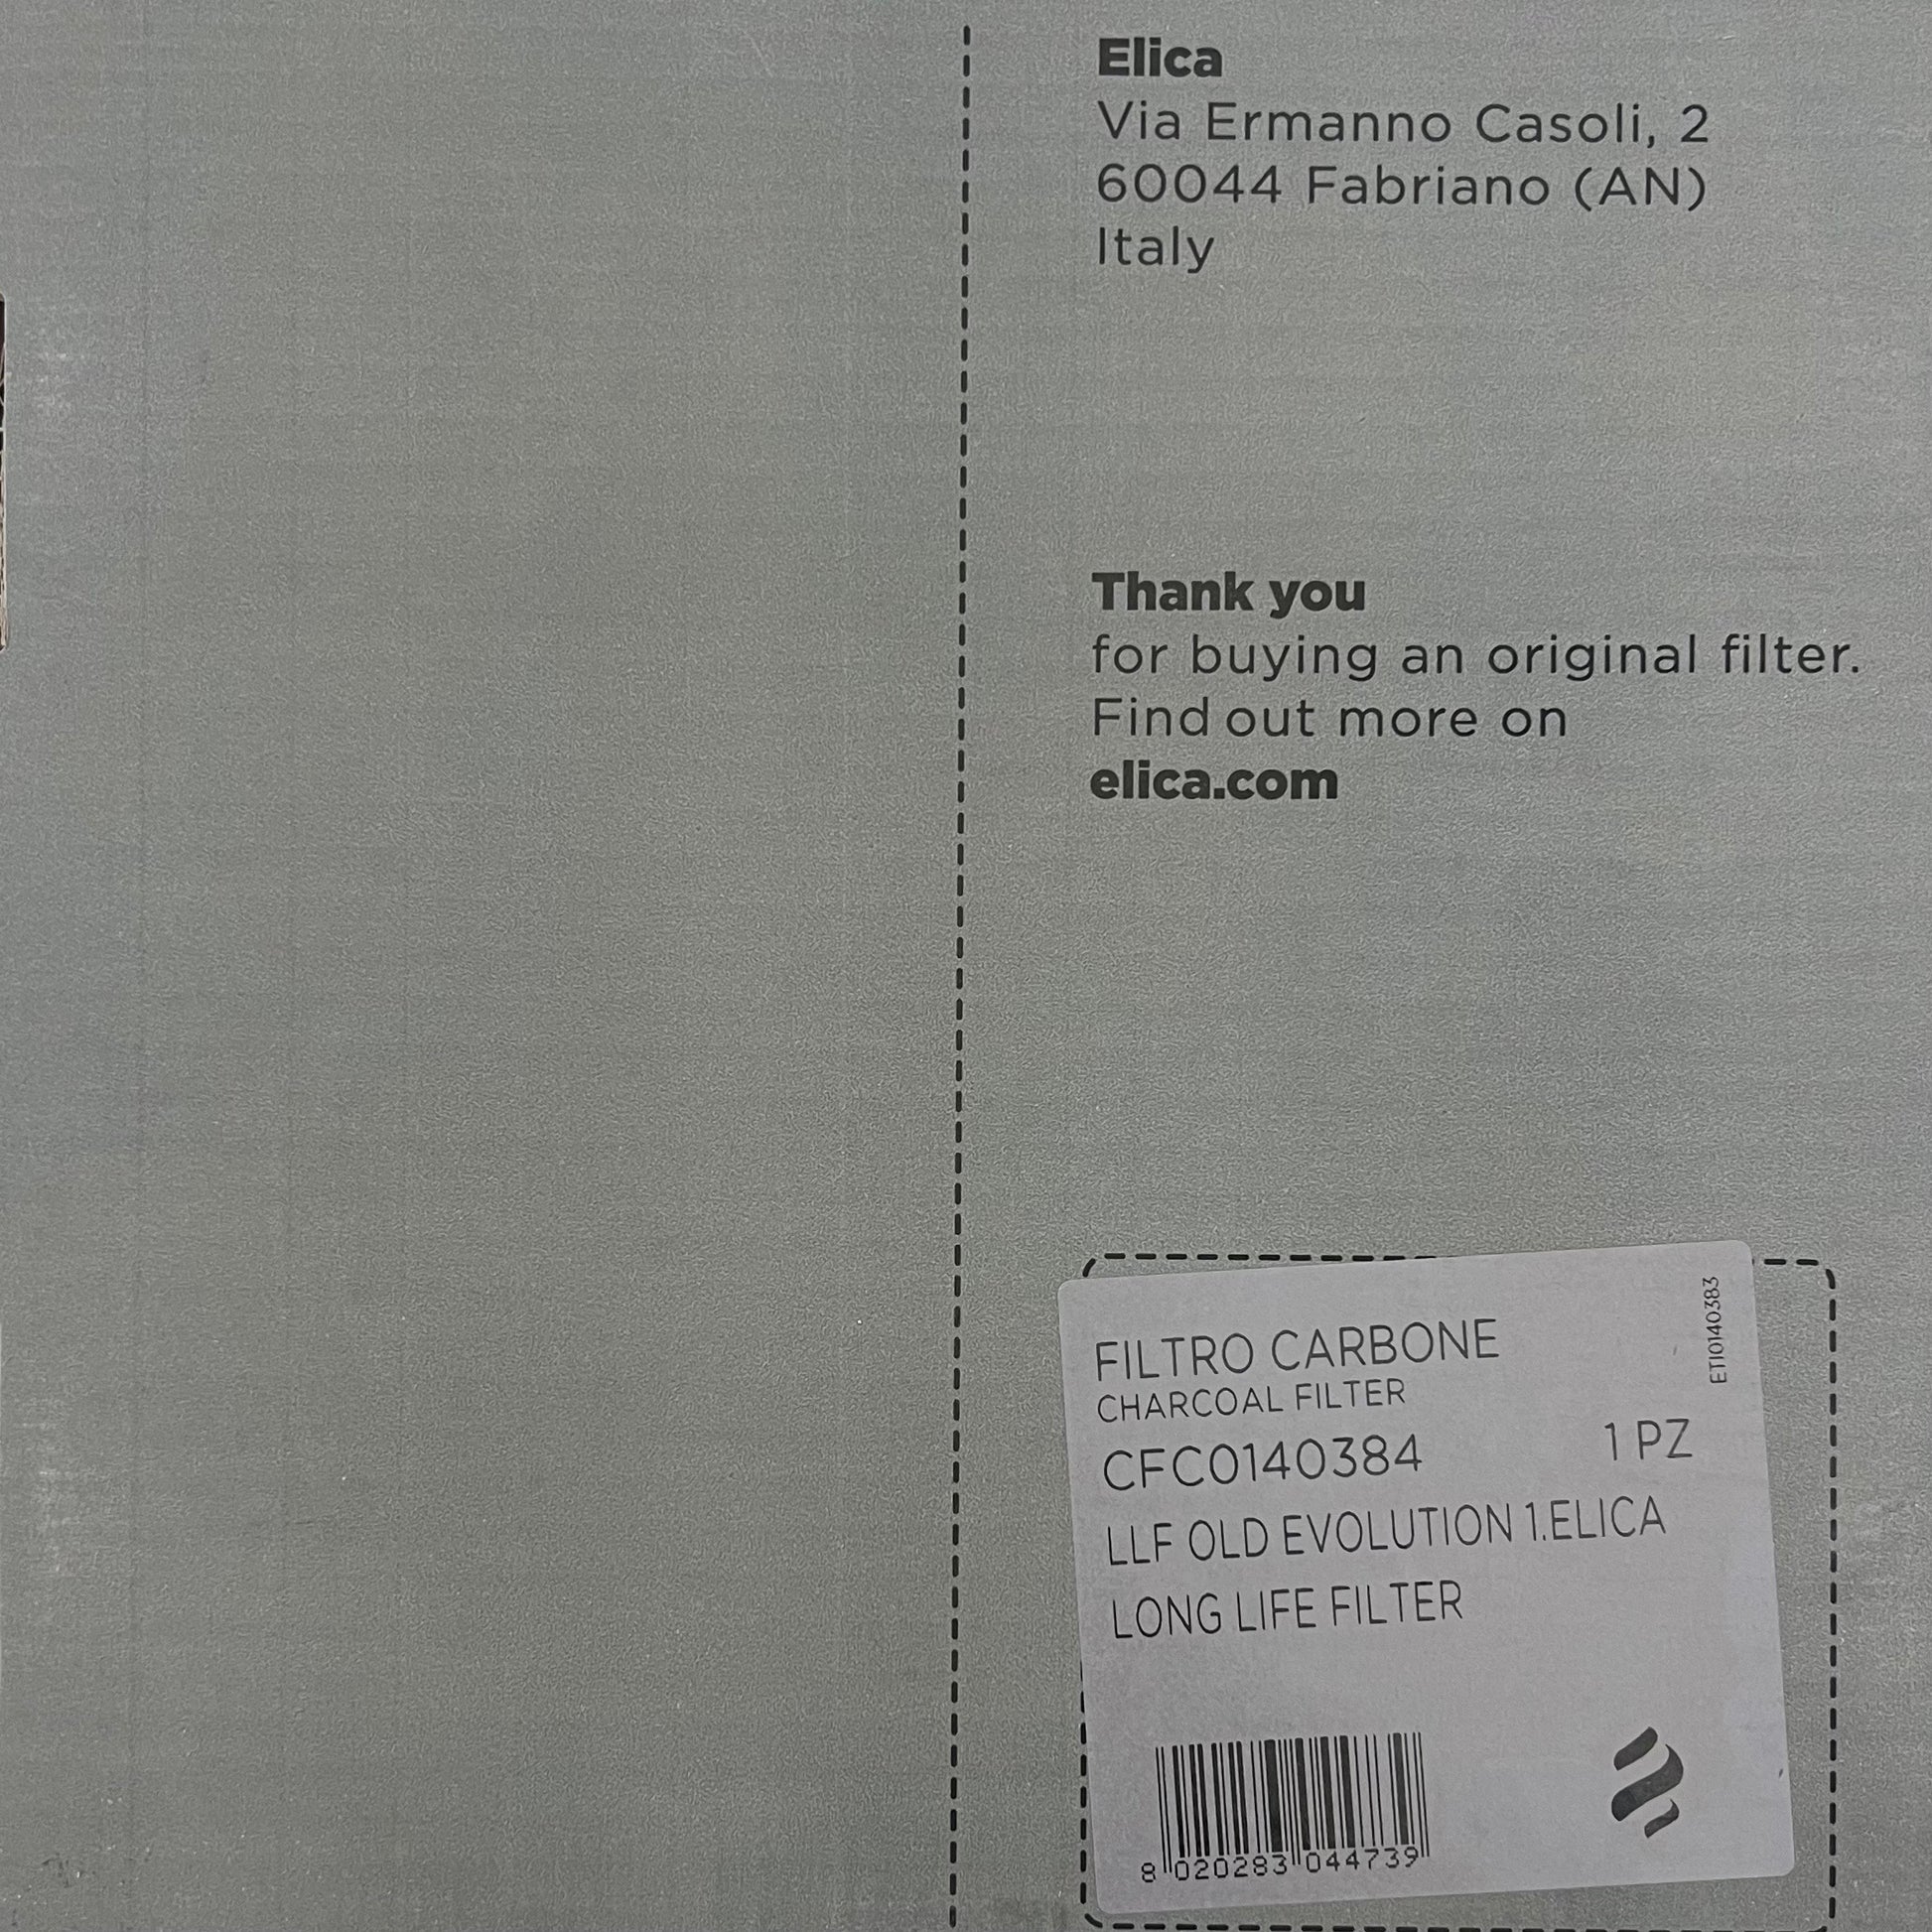 Elica
Via Ermanno Casoli, 2
60044 Fabriano (AN)
Italy
Thank you
for buying an original filter.
Find out more on
elica.com
ETI0140383
FILTRO CARBONE
CHARCOAL FILTER
CFC0140384 1 PZ
LLF OLD EVOLUTION 1.ELICA
LONG LIFE FILTER
8 020283 044739